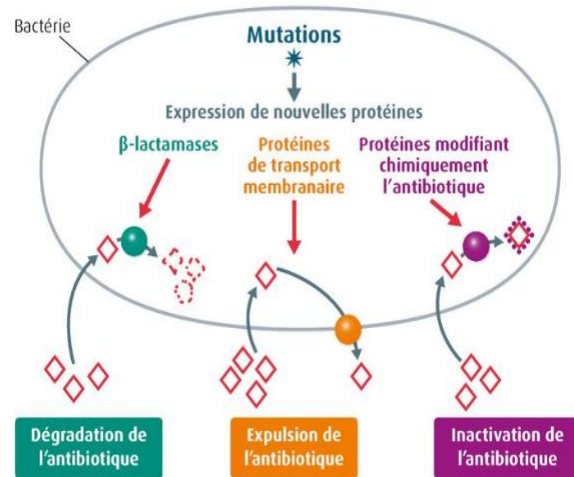 Bactérie
Mutations
Expression de nouvelles protéines
β-lactamases
Protéines
de transport
membranaire
Protéines modifiant
chimiquement
l'antibiotique
Dégradation de
l'antibiotique
Expulsion de
l'antibiotique
Inactivation de
l'antibiotique